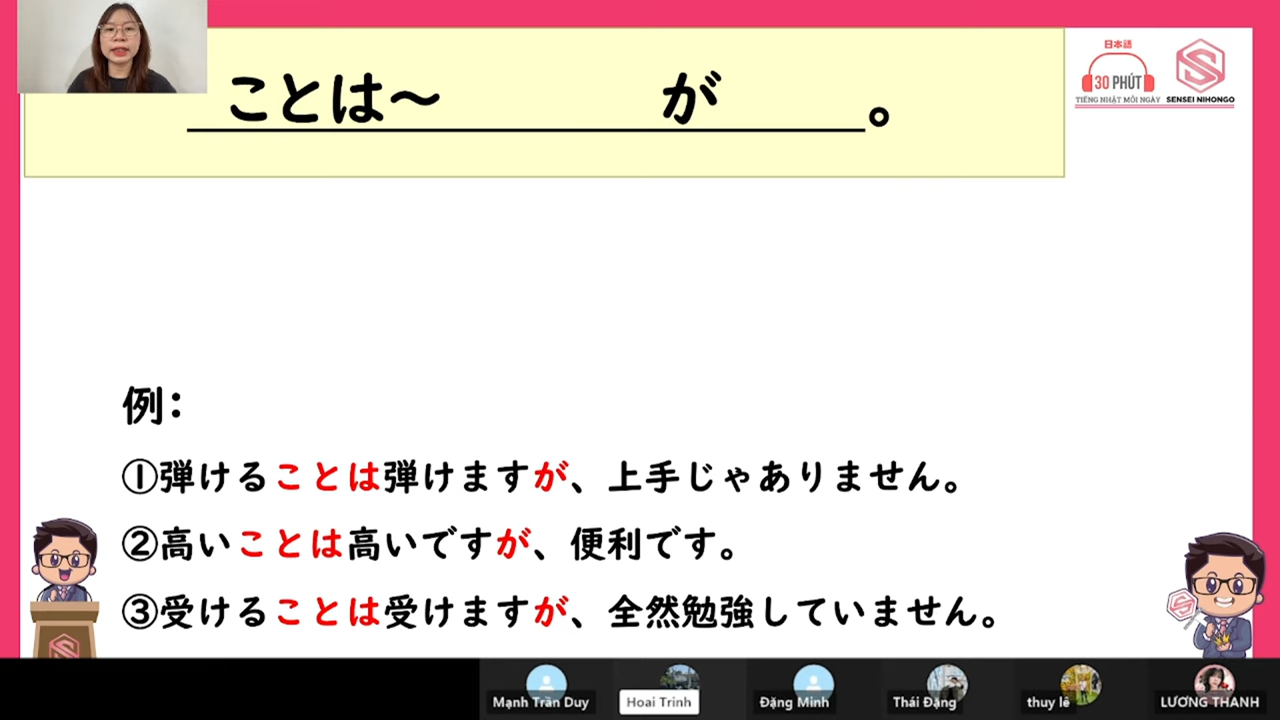 ことは〜 が 。
日本語
30 PHÚT
TIẾNG NHẬT MỖI NGÀY
SENSEI NIHONGO
例：
①弾けることは弾けますが、上手じゃありません。
②高いことは高いですが、便利です。
③受けることは受けますが、全然勉強していません。
Mạnh Trần Duy
Hoai Trinh
Đặng Minh
Thái Đặng
thuy lê
LƯƠNG THANH